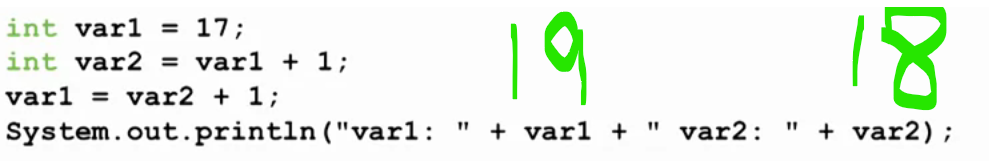 int var1 = 17;
int var2 = var1 + 1;
var1 = var2 + 1;
System.out.println("var1: " + var1 + " var2: " + var2);
19
18